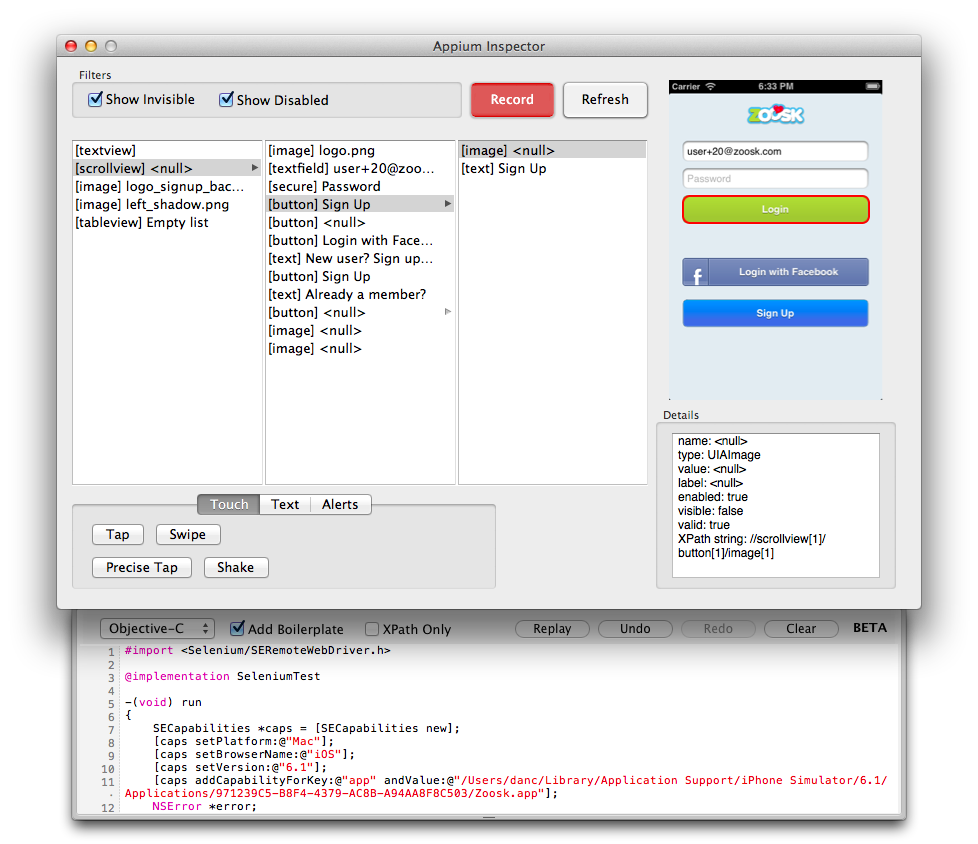 Appium Inspector
Filters
Show Invisible
Show Disabled
Record
Refresh
[textview]
[scrollview] <null>
[image] logo_signup_bac...
[image] left_shadow.png
[tableview] Empty list
[image] logo.png
[textfield] user+20@zoo...
[secure] Password
[button] Sign Up
[button] <null>
[button] Login with Face...
[text] New user? Sign up...
[button] Sign Up
[text] Already a member?
[button] <null>
[image] <null>
[image] <null>
[image] <null>
[text] Sign Up
Carrier 6:33 PM
ZOOSK
user+20@zoosk.com
Password
Login
f Login with Facebook
Sign Up
Details
name: <null>
type: UIAImage
value: <null>
label: <null>
enabled: true
visible: false
valid: true
XPath string: //scrollview[1]/
button[1]/image[1]
Touch Text Alerts
Tap Swipe
Precise Tap Shake
Objective-C Add Boilerplate XPath Only Replay Undo Redo Clear BETA
1 #import <Selenium/SERemoteWebDriver.h>
2
3 @implementation SeleniumTest
4
5 -(void) run
6 {
7 SECapabilities *caps = [SECapabilities new];
8 [caps setPlatform:@"Mac"];
9 [caps setBrowserName:@"iOS"];
10 [caps setVersion:@"6.1"];
11 [caps addCapabilityForKey:@"app" andValue:@"/Users/danc/Library/Application Support/iPhone Simulator/6.1/
. Applications/971239C5-B8F4-4379-AC8B-A94AA8F8C503/Zoosk.app"];
12 NSError *error;